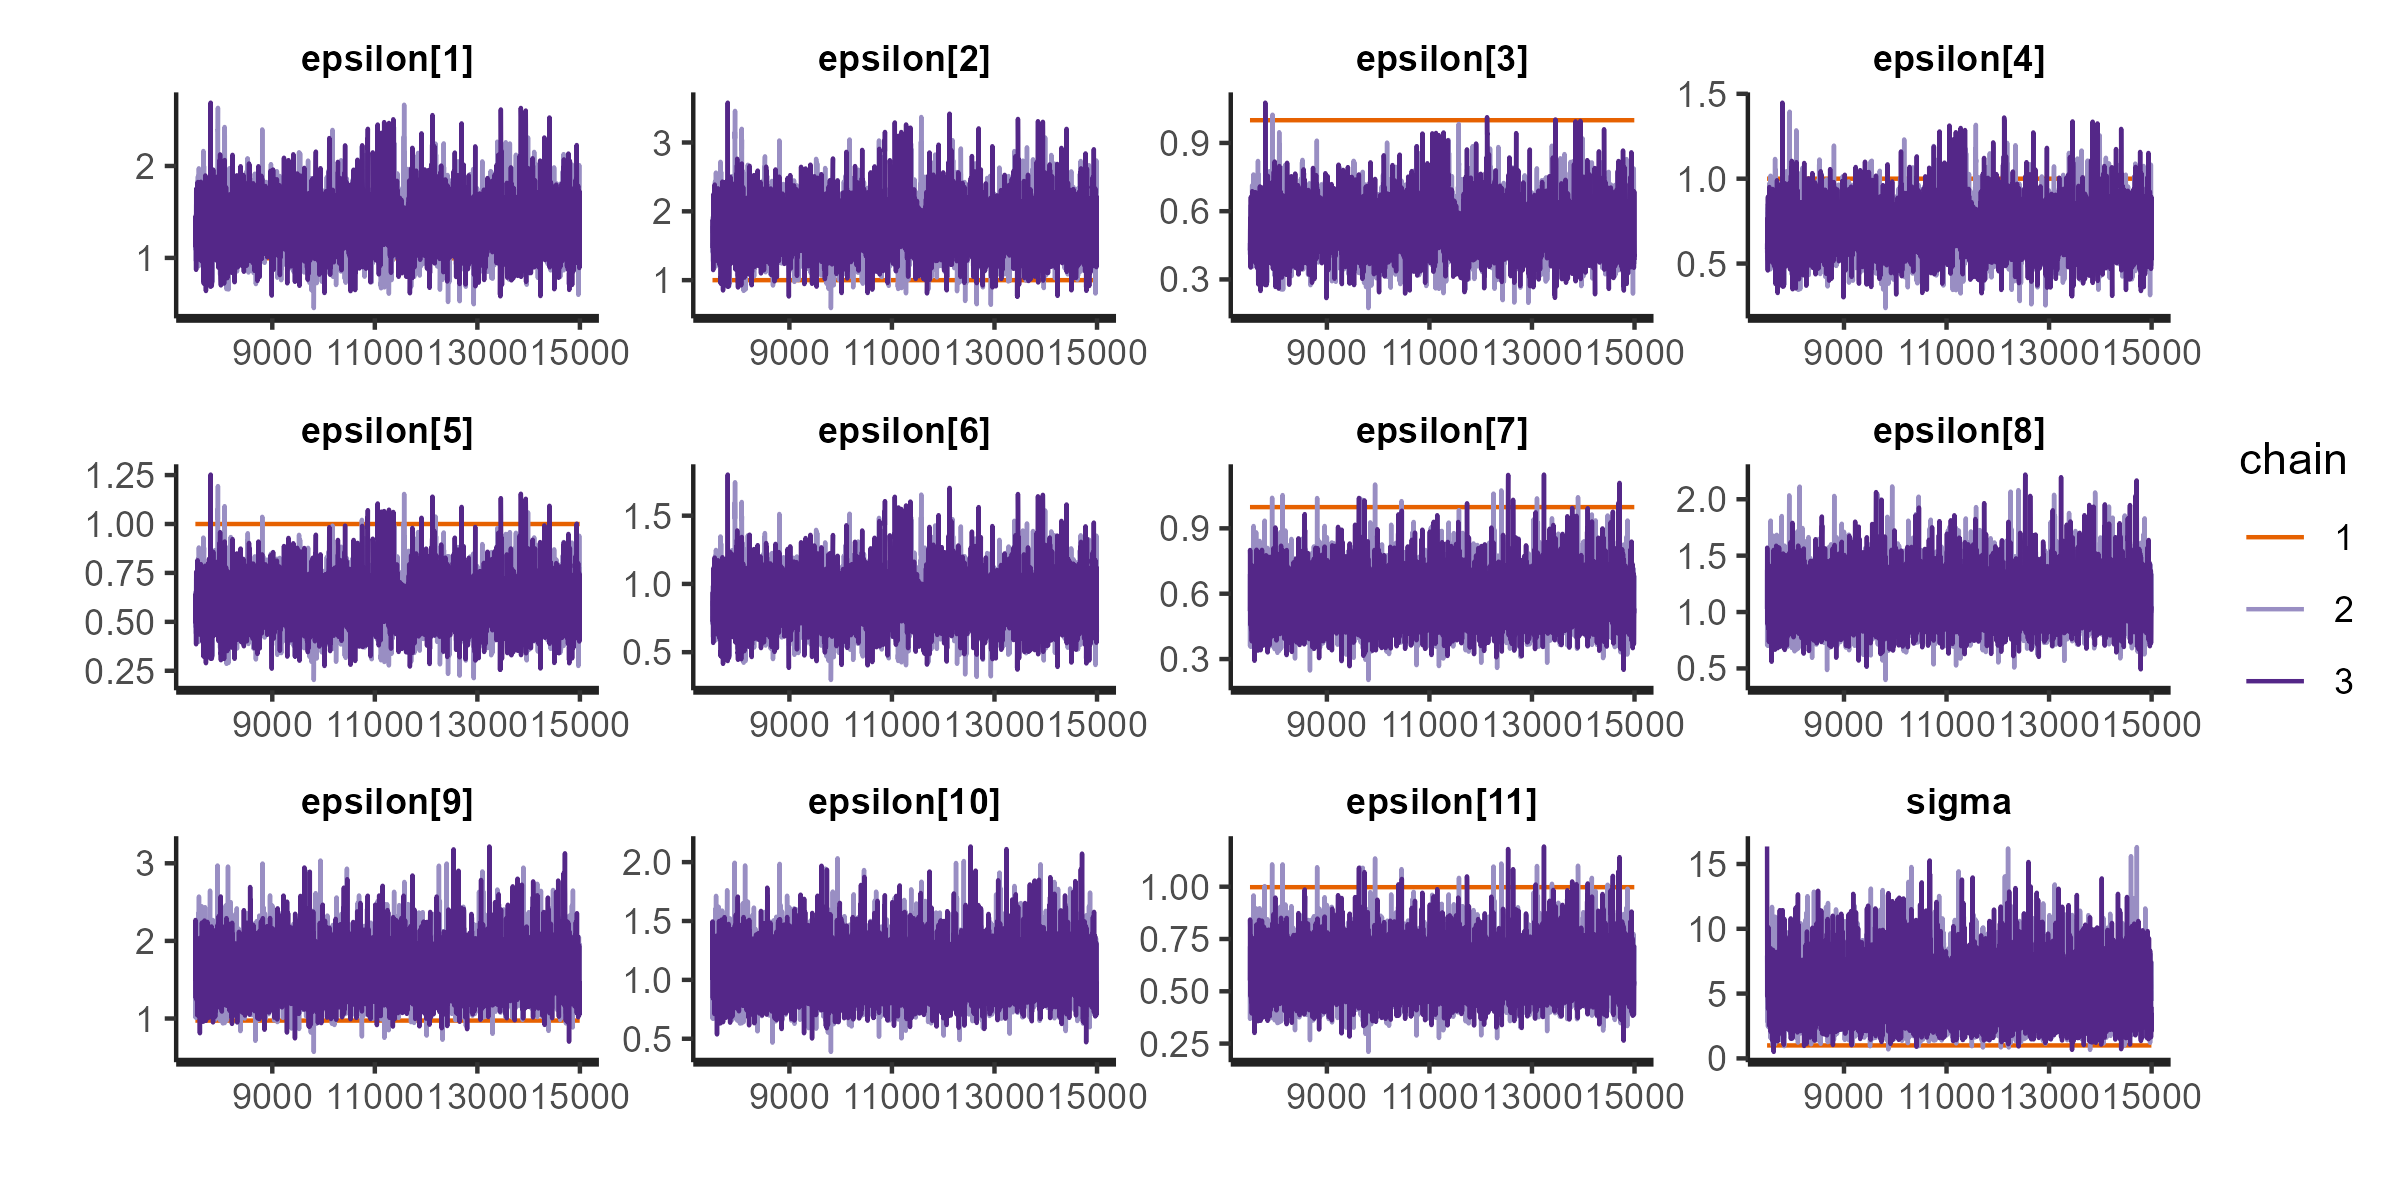 epsilon[1] epsilon[2] epsilon[3] epsilon[4]
2 1 3 2 1 0.9 0.6 0.3 1.5 1.0 0.5
9000 11000 13000 15000 9000 11000 13000 15000 9000 11000 13000 15000 9000 11000 13000 15000
epsilon[5] epsilon[6] epsilon[7] epsilon[8]
1.25 1.00 0.75 0.50 0.25 1.5 1.0 0.5 0.9 0.6 0.3 2.0 1.5 1.0 0.5
9000 11000 13000 15000 9000 11000 13000 15000 9000 11000 13000 15000 9000 11000 13000 15000
epsilon[9] epsilon[10] epsilon[11] sigma
3 2 1 2.0 1.5 1.0 0.5 1.00 0.75 0.50 0.25 15 10 5 0
9000 11000 13000 15000 9000 11000 13000 15000 9000 11000 13000 15000 9000 11000 13000 15000
chain
1
2
3